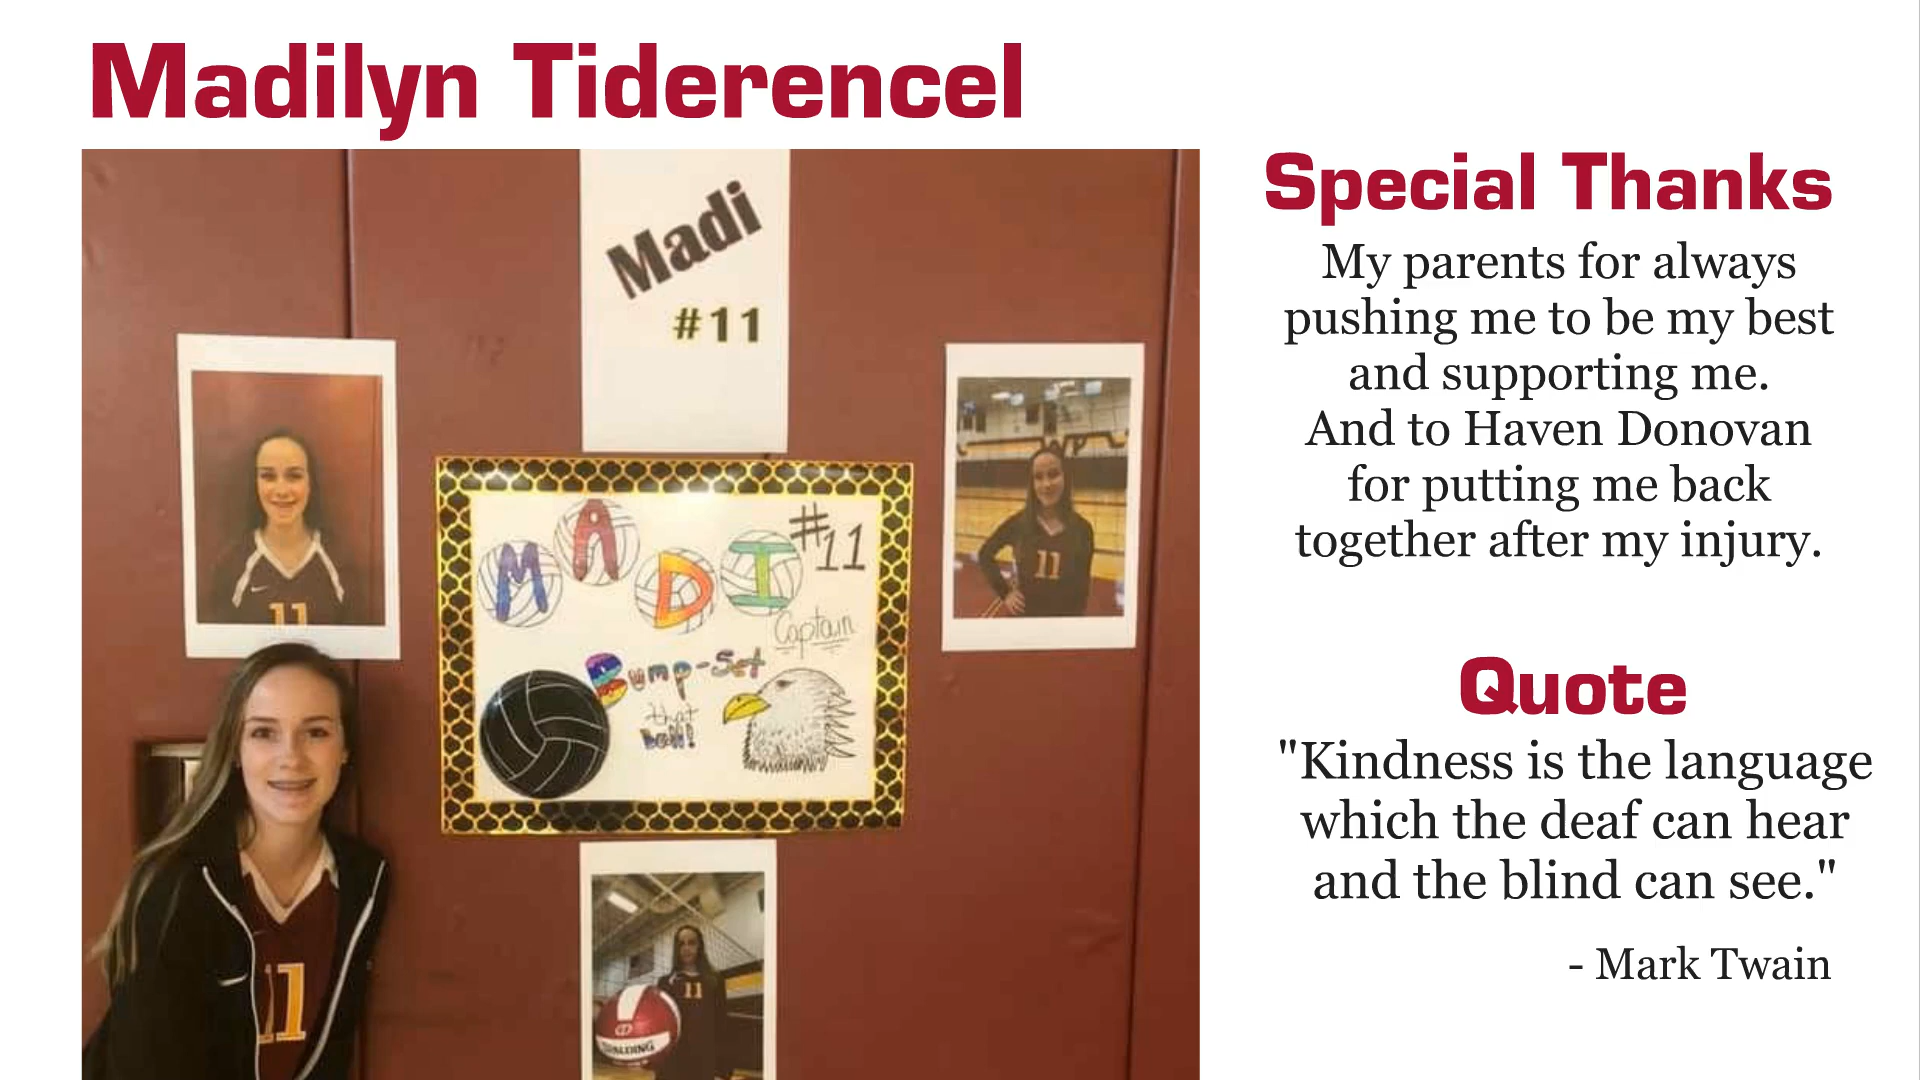 Madilyn Tiderencel
Special Thanks
My parents for always
pushing me to be my best
and supporting me.
And to Haven Donovan
for putting me back
together after my injury.
Quote
"Kindness is the language
which the deaf can hear
and the blind can see."
- Mark Twain
Madi
#11
11
11
MADI #11
Captain
Bump-Set
that
ball!
11
11
SPALDING